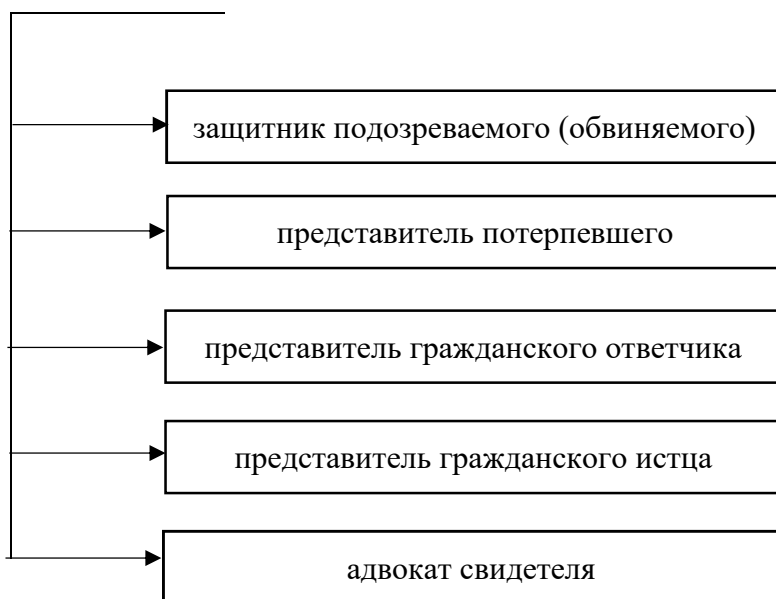 защитник подозреваемого (обвиняемого)
представитель потерпевшего
представитель гражданского ответчика
представитель гражданского истца
адвокат свидетеля